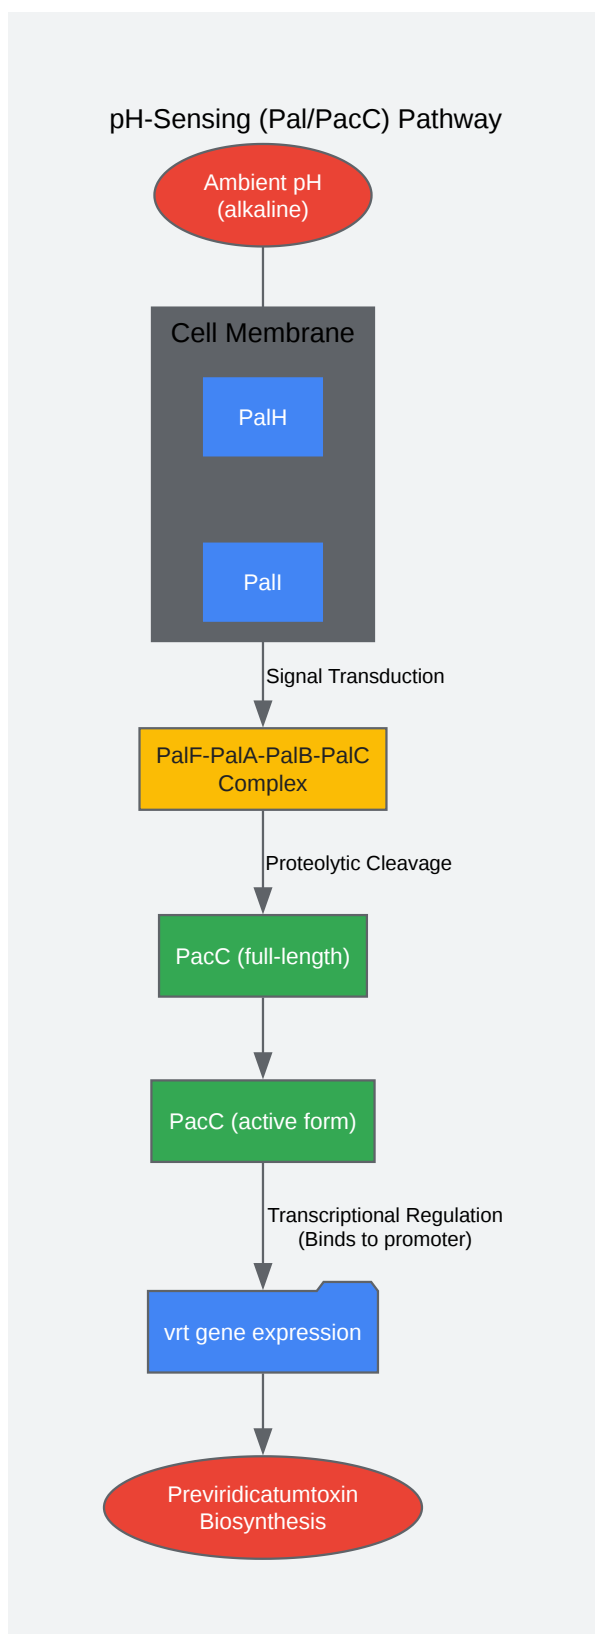 pH-Sensing (Pal/PacC) Pathway
Ambient pH
(alkaline)
Cell Membrane
PalH
PalI
Signal Transduction
PalF-PalA-PalB-PalC
Complex
Proteolytic Cleavage
PacC (full-length)
PacC (active form)
Transcriptional Regulation
(Binds to promoter)
vrt gene expression
Previridicatumtoxin
Biosynthesis